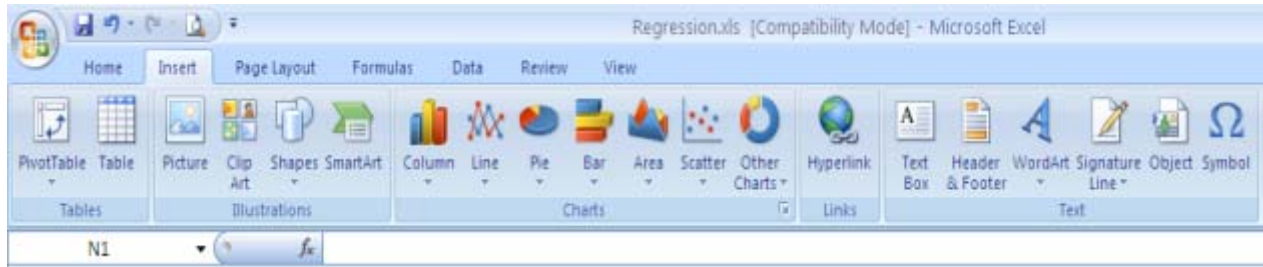 Regression.xls [Compatibility Mode] - Microsoft Excel
Home Insert Page Layout Formulas Data Review View
PivotTable Table Picture Clip Art Shapes SmartArt Column Line Pie Bar Area Scatter Other Charts Hyperlink Text Box Header & Footer WordArt Signature Line Object Symbol
Tables Illustrations Charts Links Text
N1 fx